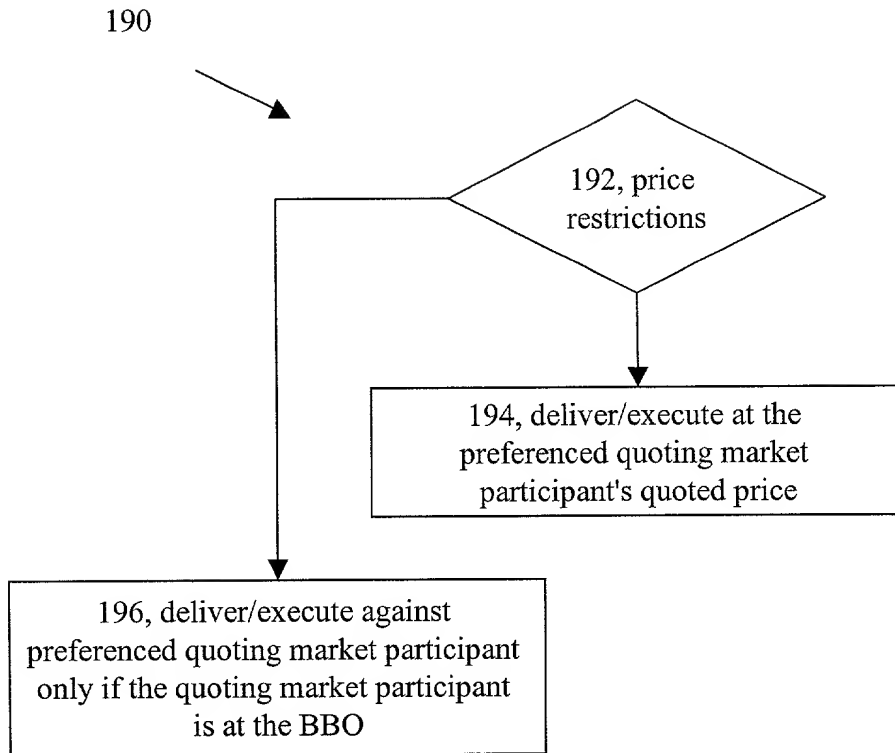 190
192, price
restrictions
194, deliver/execute at the
preferenced quoting market
participant's quoted price
196, deliver/execute against
preferenced quoting market participant
only if the quoting market participant
is at the BBO